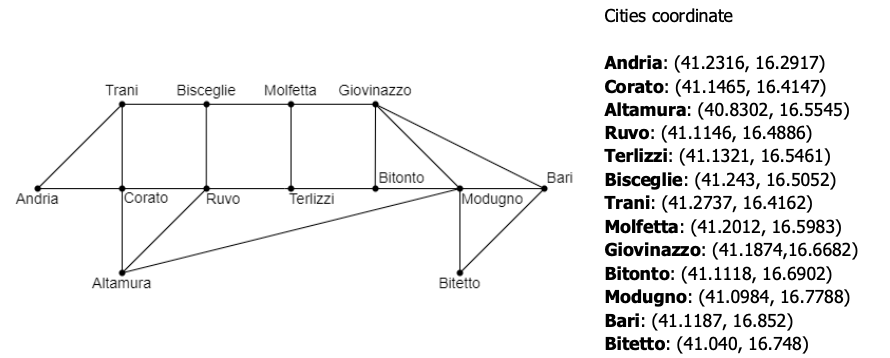 Cities coordinate
Andria: (41.2316, 16.2917)
Corato: (41.1465, 16.4147)
Altamura: (40.8302, 16.5545)
Ruvo: (41.1146, 16.4886)
Terlizzi: (41.1321, 16.5461)
Bisceglie: (41.243, 16.5052)
Trani: (41.2737, 16.4162)
Molfetta: (41.2012, 16.5983)
Giovinazzo: (41.1874,16.6682)
Bitonto: (41.1118, 16.6902)
Modugno: (41.0984, 16.7788)
Bari: (41.1187, 16.852)
Bitetto: (41.040, 16.748)
Trani Bisceglie Molfetta Giovinazzo
Bitonto Bari
Andria Corato Ruvo Terlizzi Modugno
Altamura Bitetto